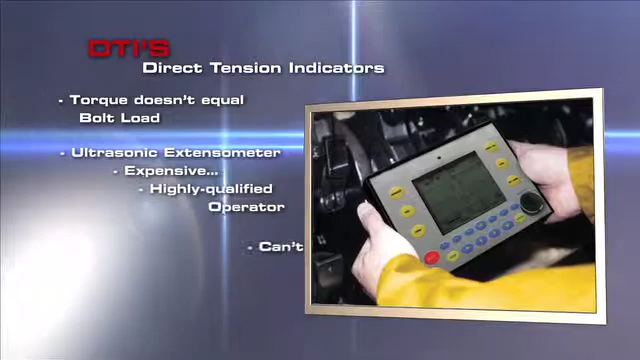 DTI'S
Direct Tension Indicators
- Torque doesn't equal
Bolt Load
- Ultrasonic Extensometer
- Expensive...
- Highly-qualified
Operator
- Can't